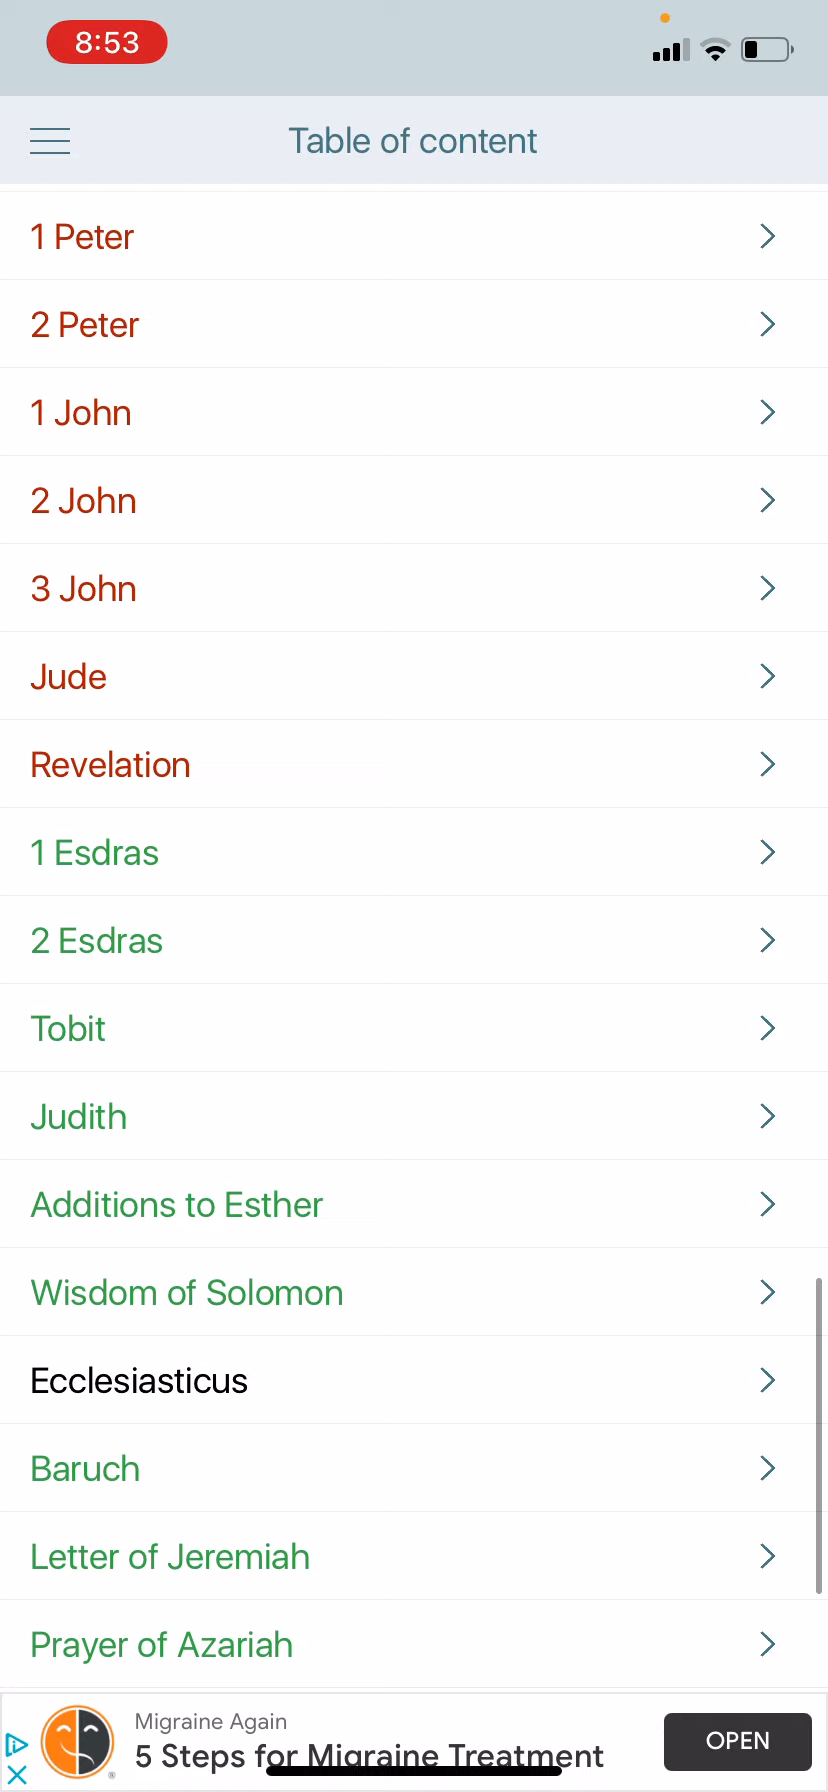 8:53
Table of content
1 Peter
2 Peter
1 John
2 John
3 John
Jude
Revelation
1 Esdras
2 Esdras
Tobit
Judith
Additions to Esther
Wisdom of Solomon
Ecclesiasticus
Baruch
Letter of Jeremiah
Prayer of Azariah
Migraine Again
5 Steps for Migraine Treatment
OPEN